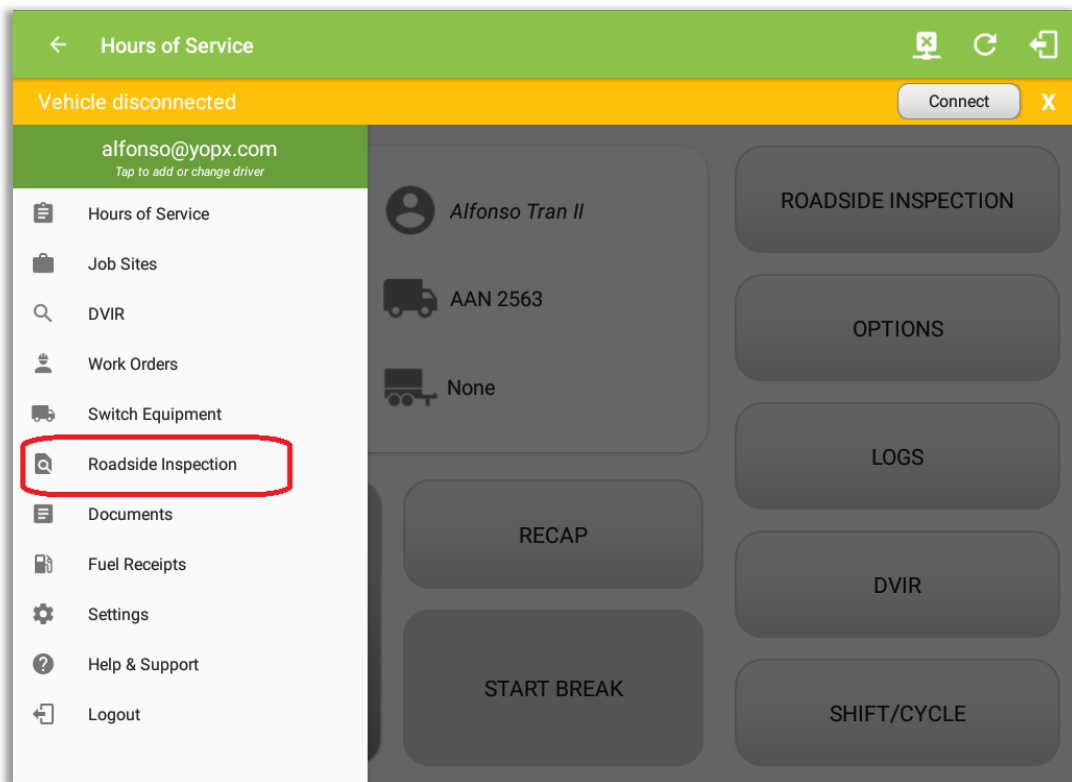 Hours of Service
Vehicle disconnected
Connect
X
alfonso@yopx.com
Tap to add or change driver
Hours of Service
Job Sites
DVIR
Work Orders
Switch Equipment
Roadside Inspection
Documents
Fuel Receipts
Settings
Help & Support
Logout
Alfonso Tran II
AAN 2563
None
RECAP
START BREAK
ROADSIDE INSPECTION
OPTIONS
LOGS
DVIR
SHIFT/CYCLE